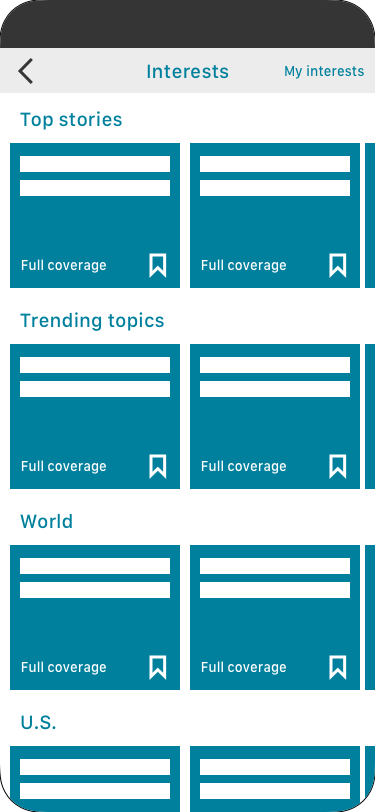 Interests My interests
Top stories
Full coverage Full coverage
Trending topics
Full coverage Full coverage
World
Full coverage Full coverage
U.S.